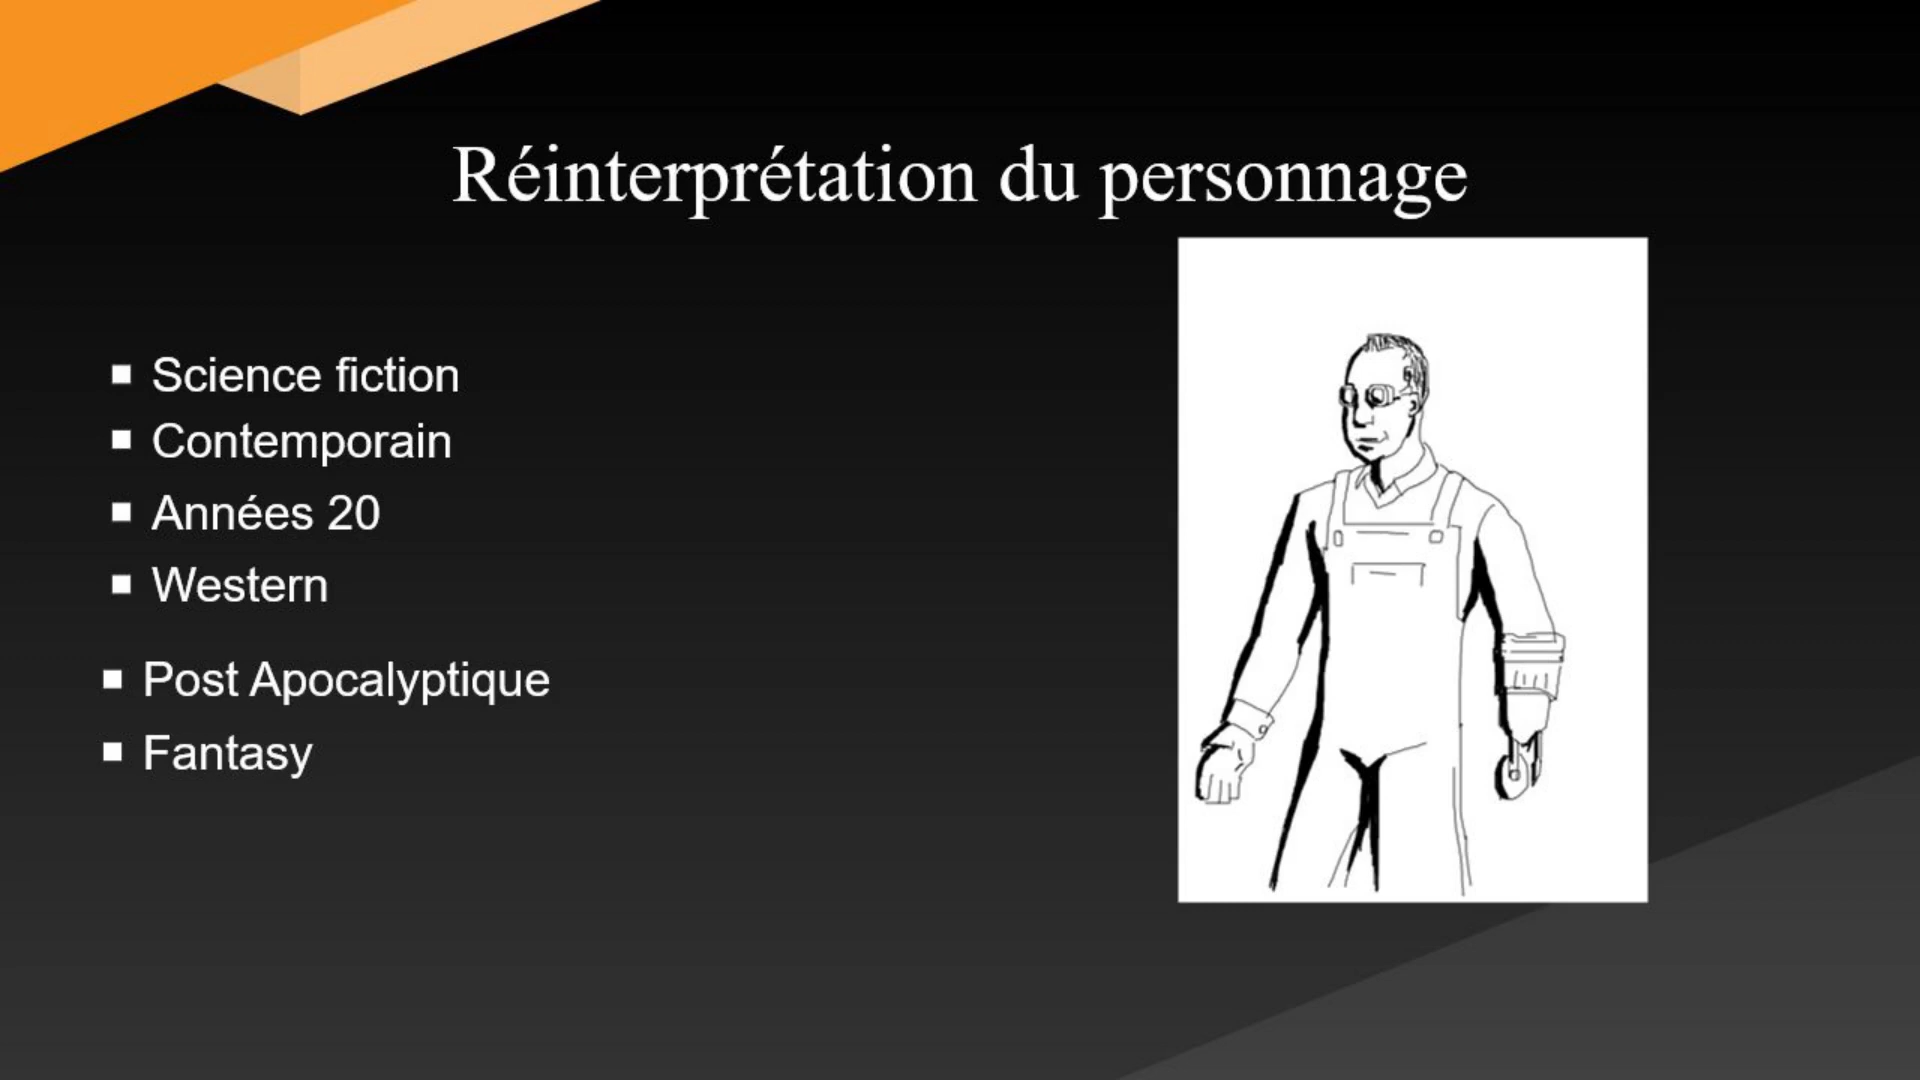 Réinterprétation du personnage
Science fiction
Contemporain
Années 20
Western
Post Apocalyptique
Fantasy